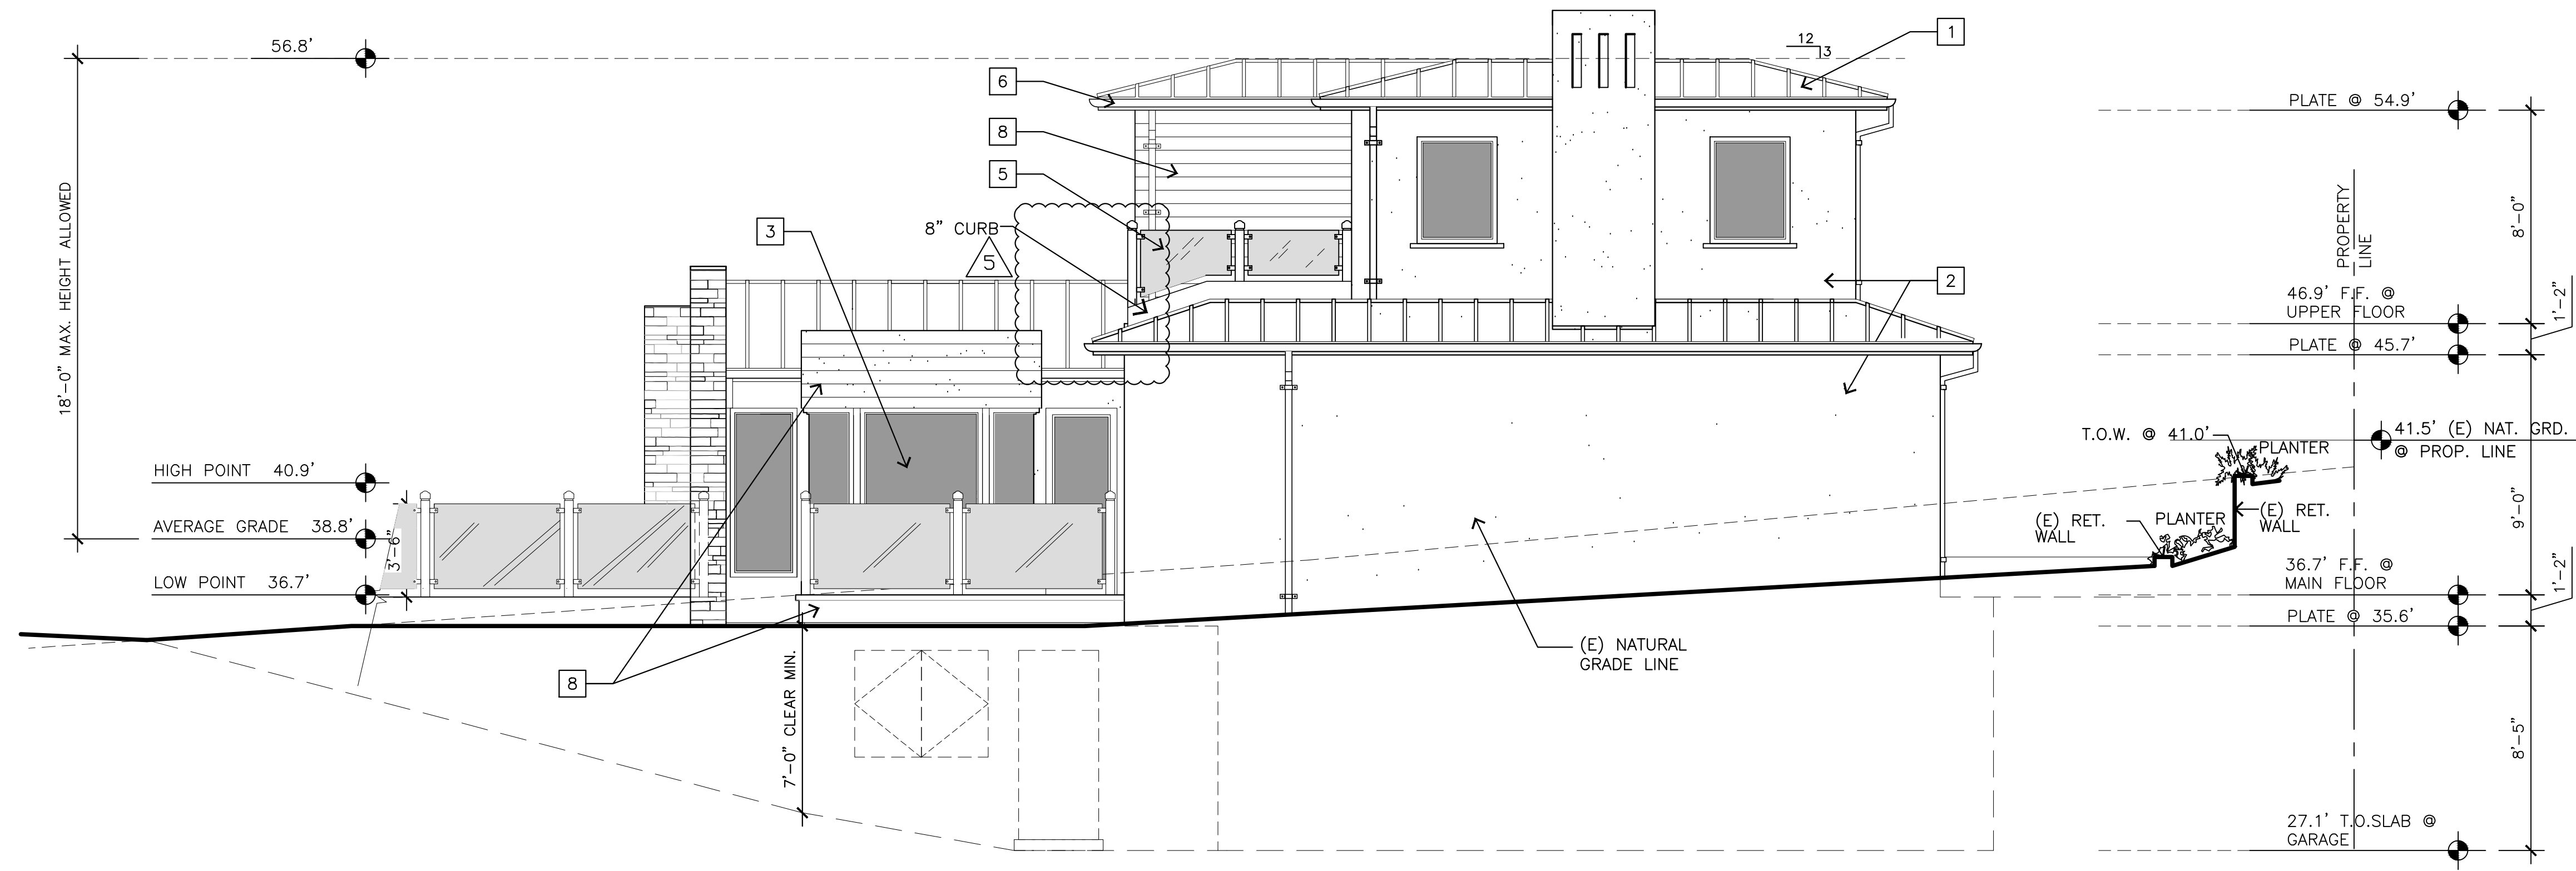 56.8'
18'-0" MAX. HEIGHT ALLOWED
HIGH POINT 40.9'
AVERAGE GRADE 38.8'
LOW POINT 36.7'
3'-6"
6
8
5
3
8" CURB
5
8
7'-0" CLEAR MIN.
12
3
1
2
(E) NATURAL
GRADE LINE
T.O.W. @ 41.0'
PLANTER
(E) RET.
WALL
PLANTER
(E) RET.
WALL
PROPERTY
LINE
41.5' (E) NAT. GRD.
@ PROP. LINE
PLATE @ 54.9'
46.9' F.F. @
UPPER FLOOR
PLATE @ 45.7'
36.7' F.F. @
MAIN FLOOR
PLATE @ 35.6'
27.1' T.O.SLAB @
GARAGE
8'-0"
1'-2"
9'-0"
1'-2"
8'-5"